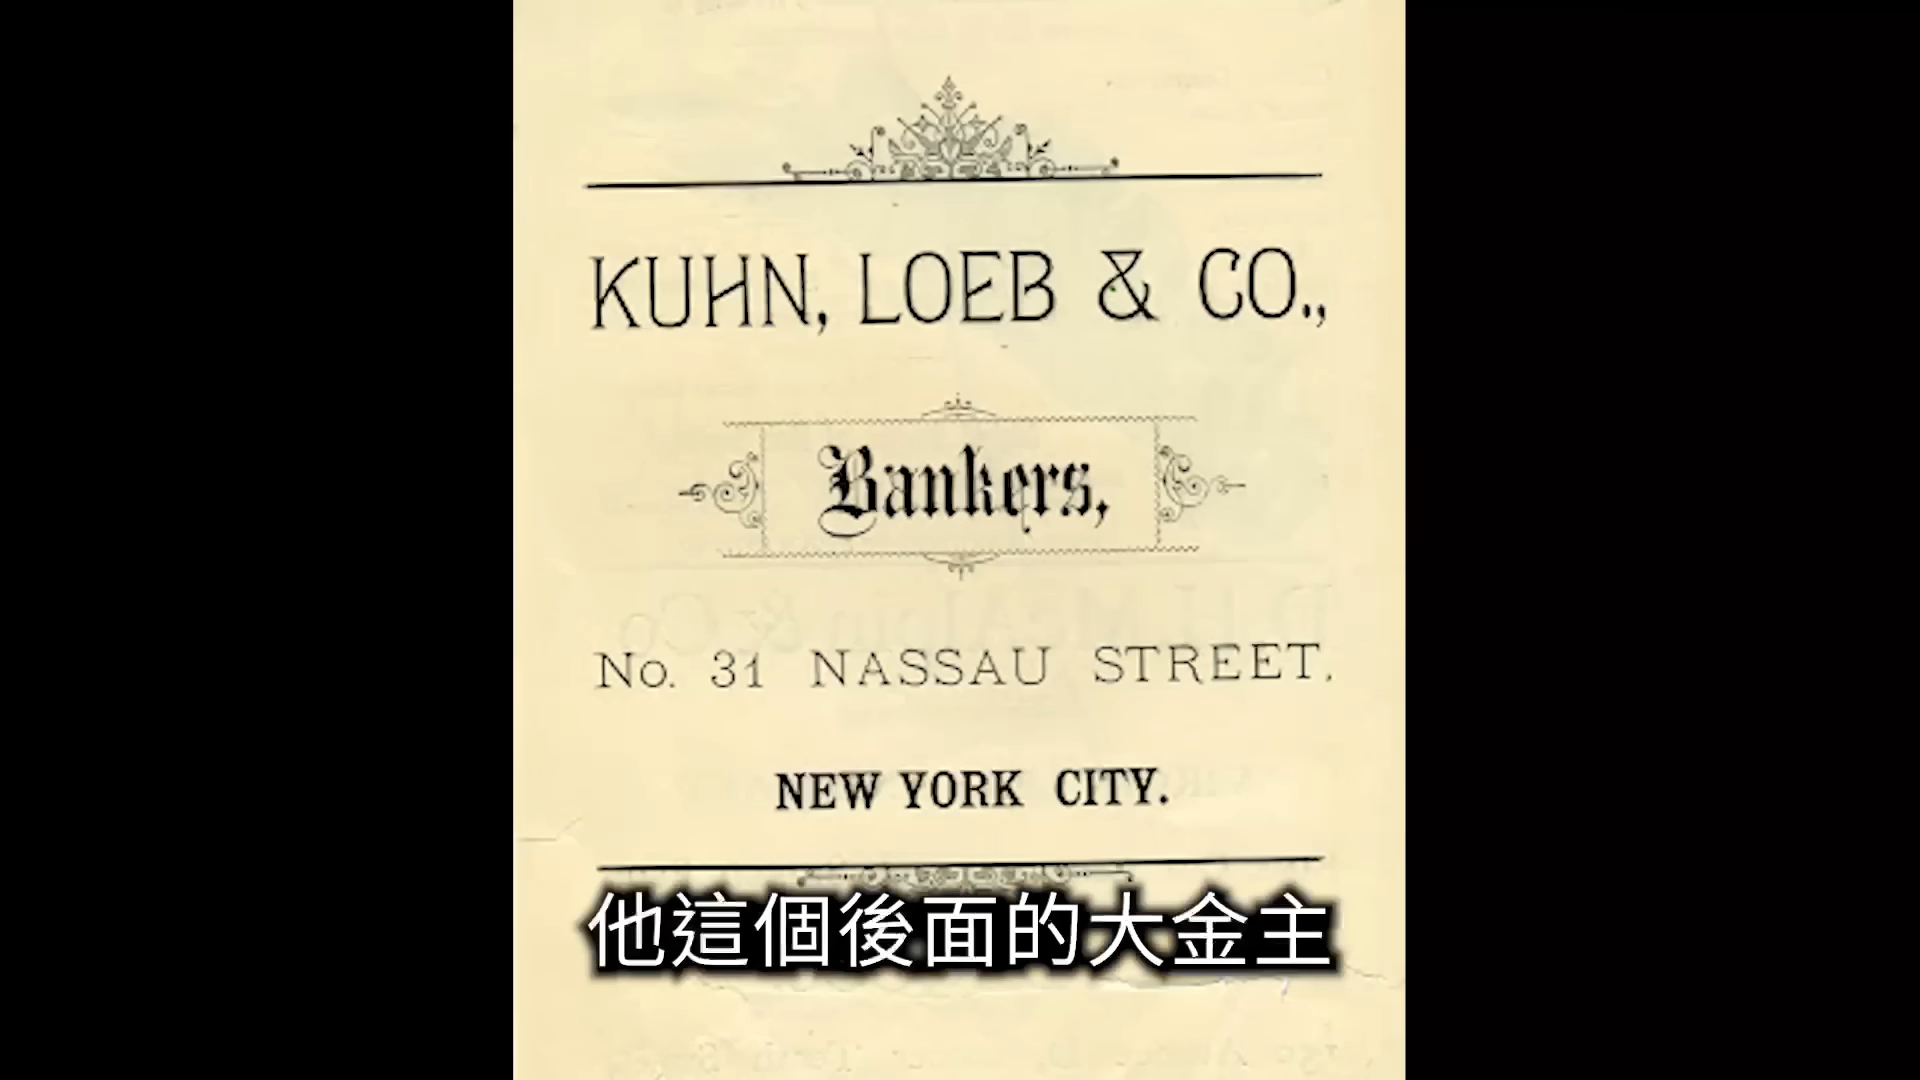 KUHN, LOEB & CO.,
Bankers,
No. 31 NASSAU STREET,
NEW YORK CITY.
他這個後面的大金主